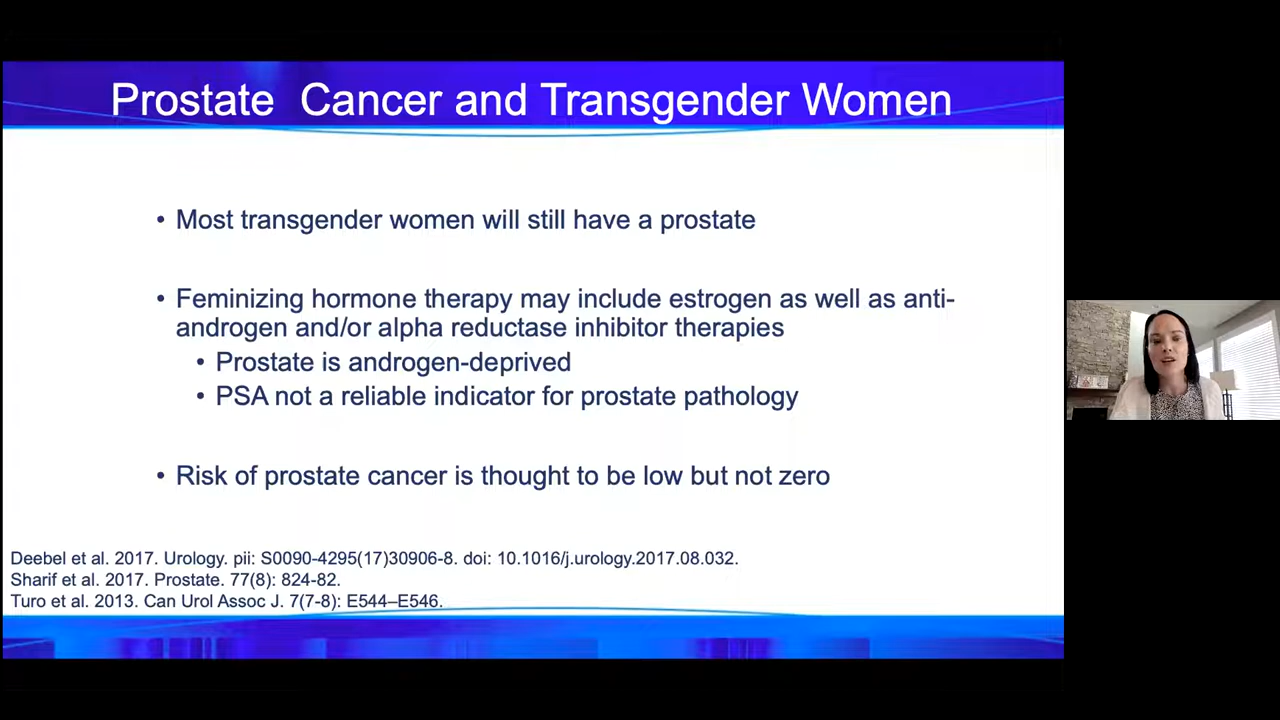 Prostate Cancer and Transgender Women
• Most transgender women will still have a prostate
• Feminizing hormone therapy may include estrogen as well as anti-
androgen and/or alpha reductase inhibitor therapies
• Prostate is androgen-deprived
• PSA not a reliable indicator for prostate pathology
• Risk of prostate cancer is thought to be low but not zero
Deebel et al. 2017. Urology. pii: S0090-4295(17)30906-8. doi: 10.1016/j.urology.2017.08.032.
Sharif et al. 2017. Prostate. 77(8): 824-82.
Turo et al. 2013. Can Urol Assoc J. 7(7-8): E544–E546.